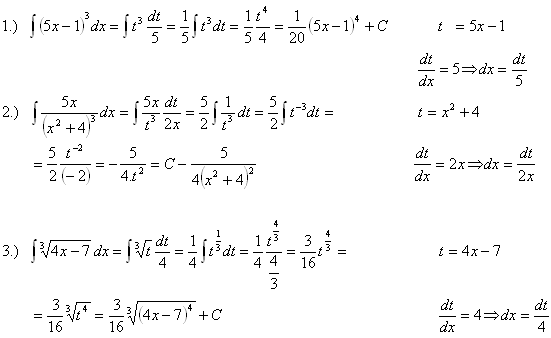 1.) ∫(5x−1)³dx = ∫t³ dt/5 = 1/5 ∫t³dt = 1/5 t⁴/4 = 1/20 (5x−1)⁴ + C    t = 5x−1
dt/dx = 5 ⇒ dx = dt/5
2.) ∫ 5x/(x²+4)³ dx = ∫ 5x/t³ dt/2x = 5/2 ∫ 1/t³ dt = 5/2 ∫t⁻³dt =    t = x²+4
= 5/2 t⁻²/(−2) = − 5/4.t² = C − 5/4(x²+4)²    dt/dx = 2x ⇒ dx = dt/2x
3.) ∫ ∛(4x−7) dx = ∫ ∛t dt/4 = 1/4 ∫t^(1/3) dt = 1/4 t^(4/3)/(4/3) = 3/16 t^(4/3) =    t = 4x−7
= 3/16 ∛(t⁴) = 3/16 ∛((4x−7)⁴) + C    dt/dx = 4 ⇒ dx = dt/4